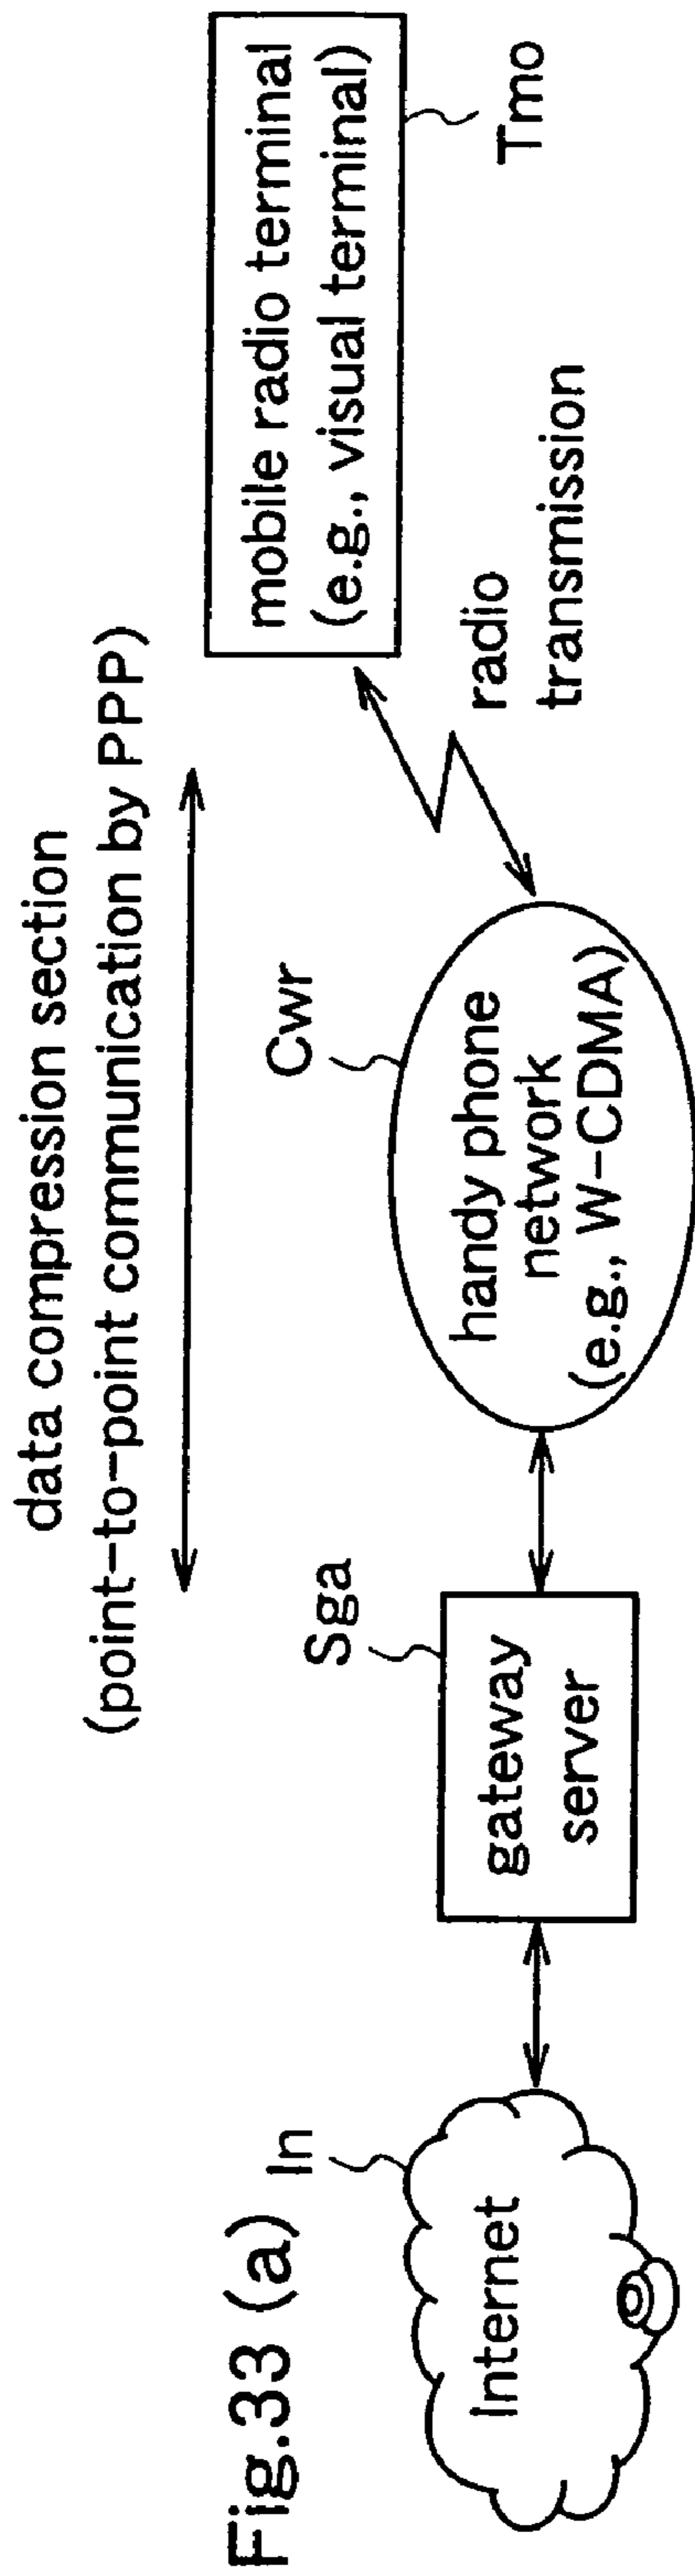 Fig.33 (a)
data compression section
(point-to-point communication by PPP)
In
Internet
Sga
gateway
server
Cwr
handy phone
network
(e.g., W-CDMA)
radio
transmission
mobile radio terminal
(e.g., visual terminal)
Tmo